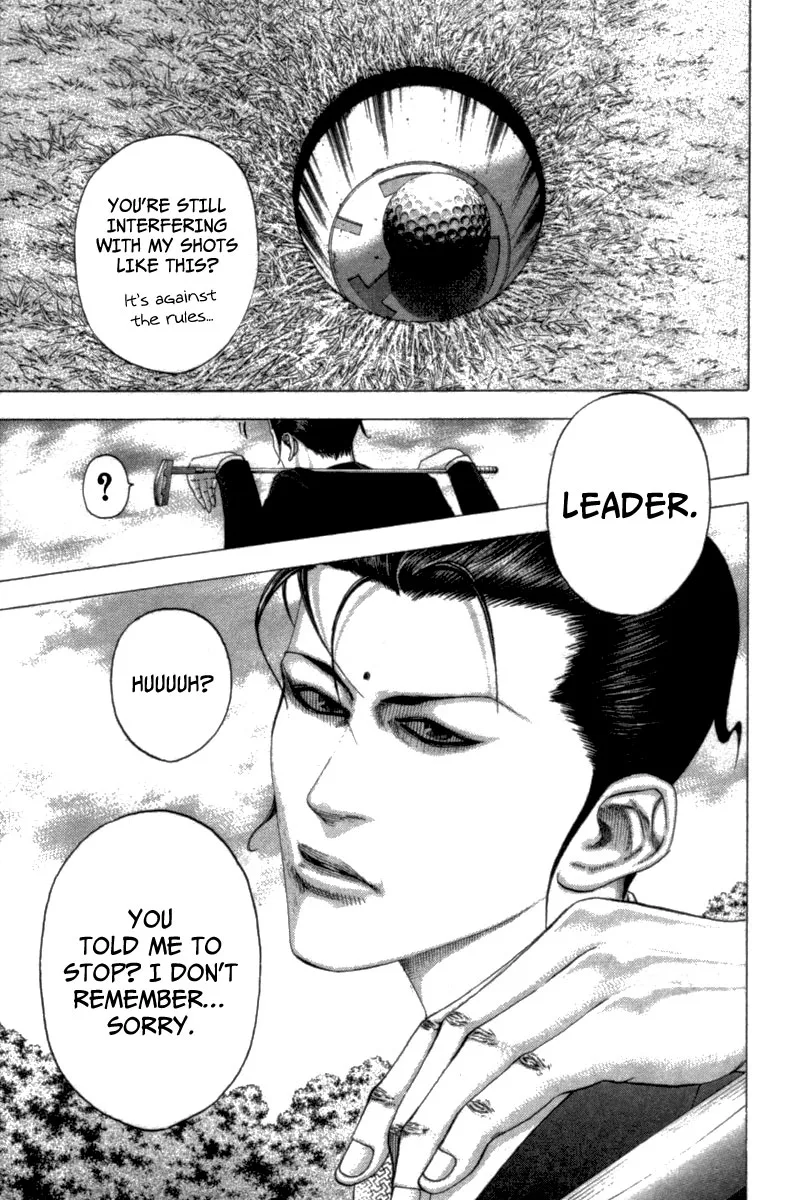 YOU'RE STILL
INTERFERING
WITH MY SHOTS
LIKE THIS?
It's against
the rules...
LEADER.
?
HUUUUH?
YOU
TOLD ME TO
STOP? I DON'T
REMEMBER...
SORRY.